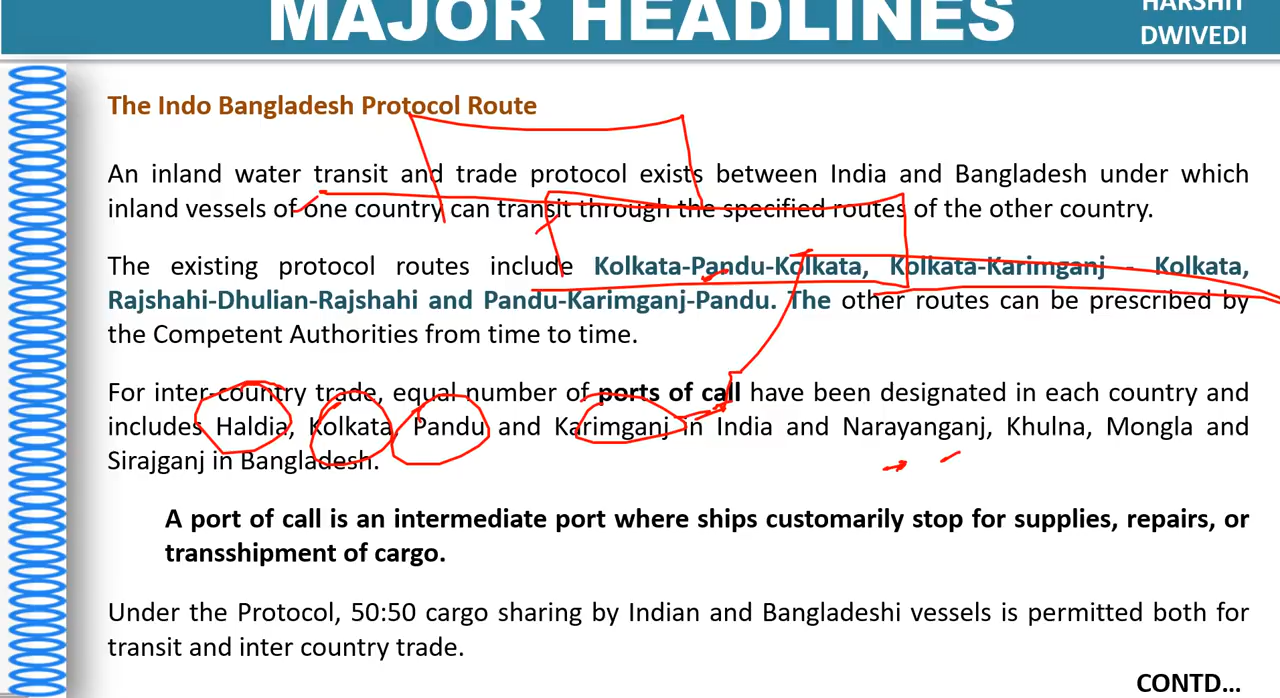 MAJOR HEADLINES
HARSHIT
DWIVEDI
The Indo Bangladesh Protocol Route
An inland water transit and trade protocol exists between India and Bangladesh under which
inland vessels of one country can transit through the specified routes of the other country.
The existing protocol routes include Kolkata-Pandu-Kolkata, Kolkata-Karimganj - Kolkata,
Rajshahi-Dhulian-Rajshahi and Pandu-Karimganj-Pandu. The other routes can be prescribed by
the Competent Authorities from time to time.
For inter-country trade, equal number of ports of call have been designated in each country and
includes Haldia, Kolkata, Pandu and Karimganj in India and Narayanganj, Khulna, Mongla and
Sirajganj in Bangladesh.
A port of call is an intermediate port where ships customarily stop for supplies, repairs, or
transshipment of cargo.
Under the Protocol, 50:50 cargo sharing by Indian and Bangladeshi vessels is permitted both for
transit and inter country trade.
CONTD...